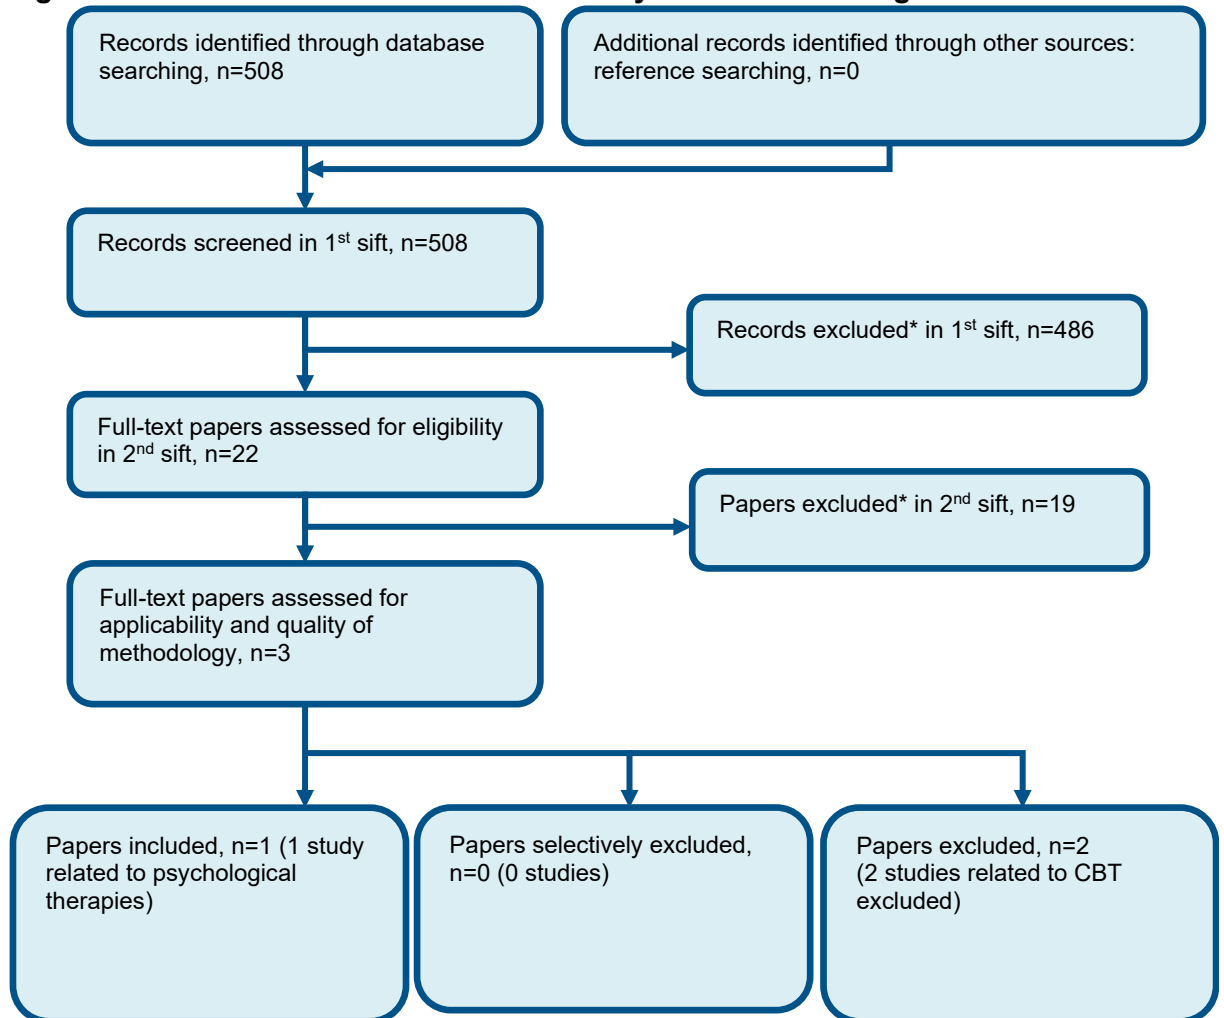 Records identified through database
searching, n=508
Additional records identified through other sources:
reference searching, n=0
Records screened in 1st sift, n=508
Records excluded* in 1st sift, n=486
Full-text papers assessed for eligibility
in 2nd sift, n=22
Papers excluded* in 2nd sift, n=19
Full-text papers assessed for
applicability and quality of
methodology, n=3
Papers included, n=1 (1 study
related to psychological
therapies)
Papers selectively excluded,
n=0 (0 studies)
Papers excluded, n=2
(2 studies related to CBT
excluded)